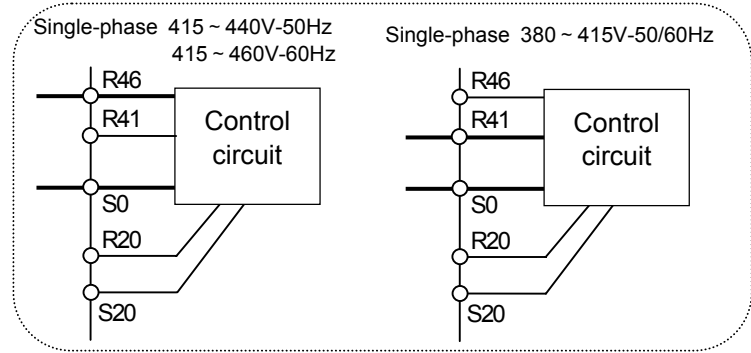 Single-phase 415 ~ 440V-50Hz
415 ~ 460V-60Hz
R46
R41
Control
circuit
S0
R20
S20
Single-phase 380 ~ 415V-50/60Hz
R46
R41
Control
circuit
S0
R20
S20